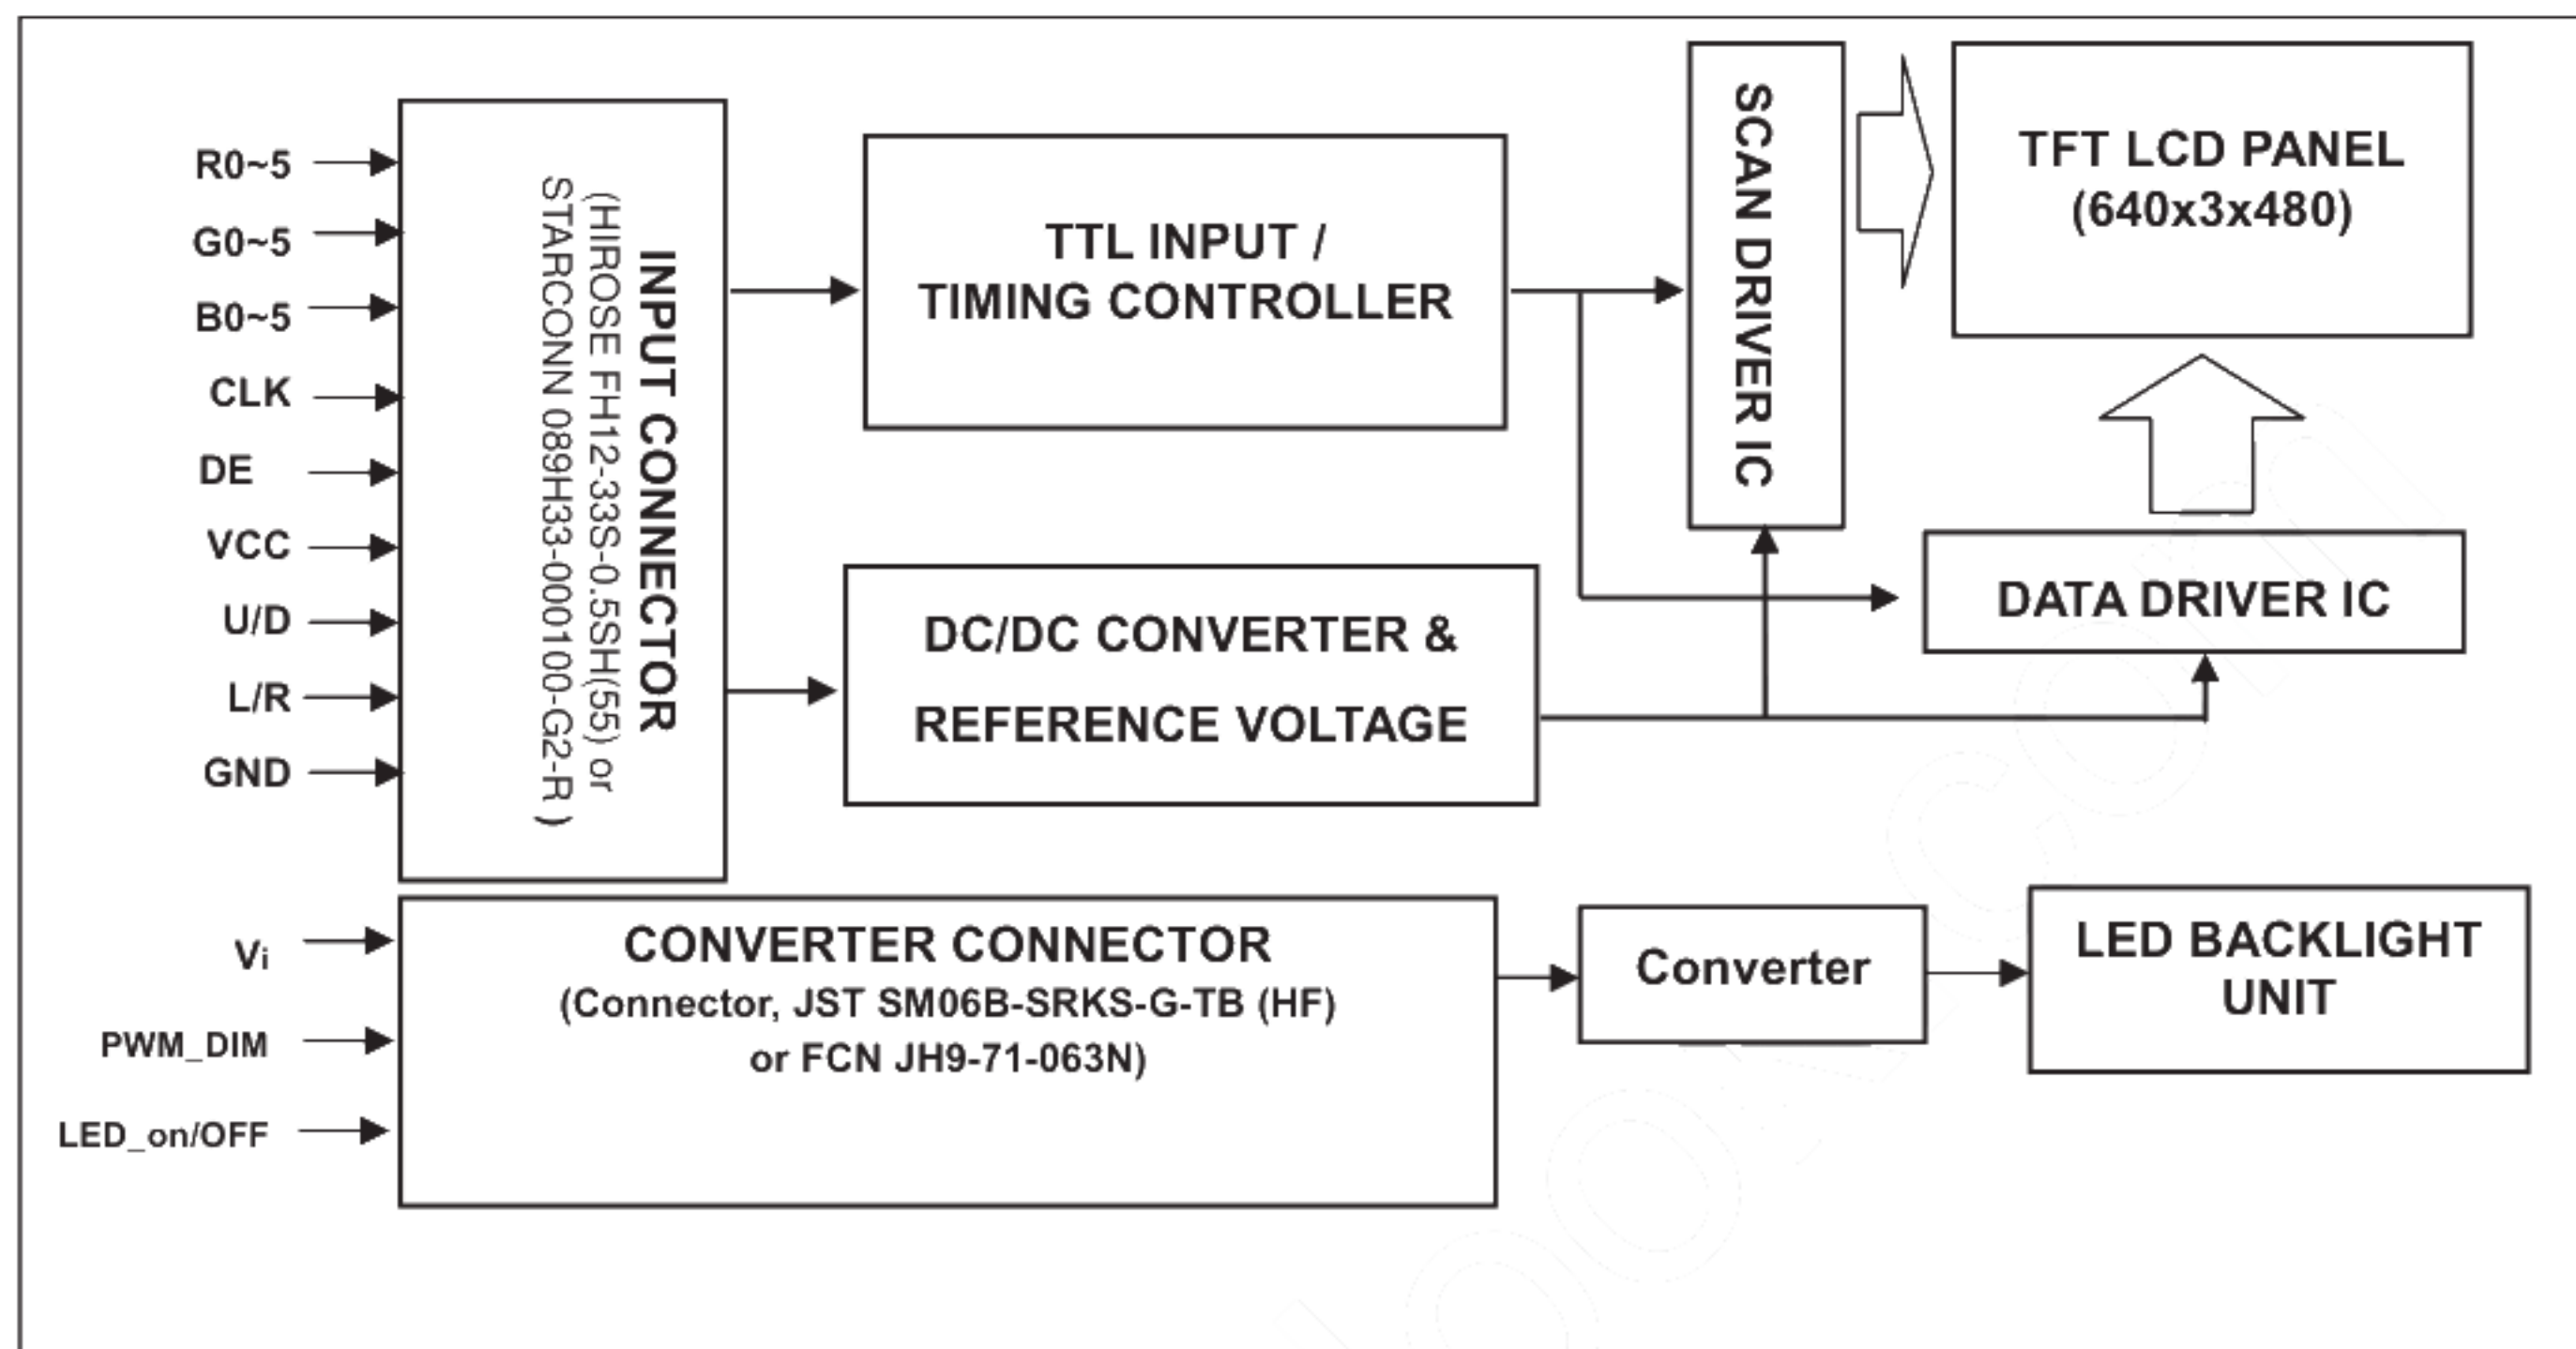 R0~5
G0~5
B0~5
CLK
DE
VCC
U/D
L/R
GND
INPUT CONNECTOR
(HIROSE FH12-33S-0.5SH(55) or
STARCONN 089H33-000100-G2-R )
TTL INPUT /
TIMING CONTROLLER
DC/DC CONVERTER &
REFERENCE VOLTAGE
SCAN DRIVER IC
TFT LCD PANEL
(640x3x480)
DATA DRIVER IC
Vi
PWM_DIM
LED_on/OFF
CONVERTER CONNECTOR
(Connector, JST SM06B-SRKS-G-TB (HF)
or FCN JH9-71-063N)
Converter
LED BACKLIGHT
UNIT